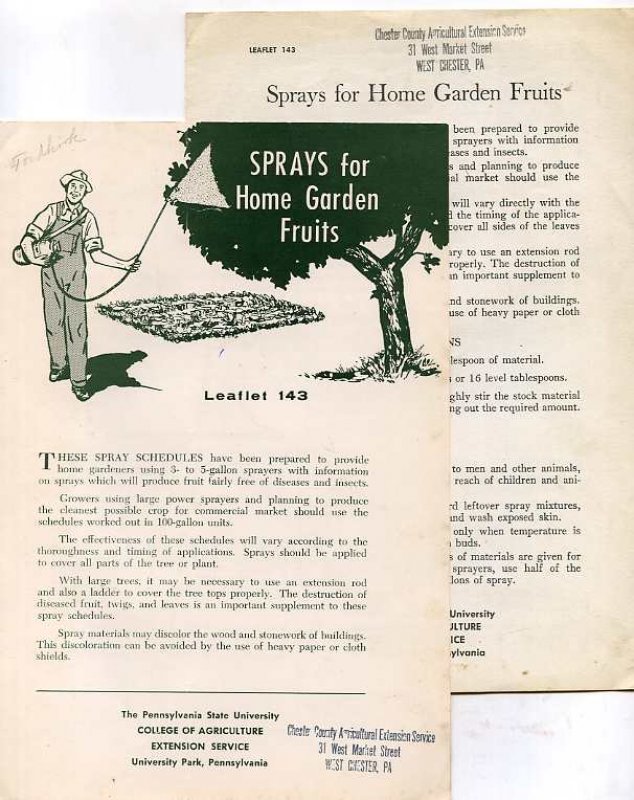 LEAFLET 143
Chester County Agricultural Extension Service
31 West Market Street
WEST CHESTER, PA
Sprays for Home Garden Fruits
been prepared to provide
sprayers with information
ases and insects.
s and planning to produce
al market should use the
will vary directly with the
d the timing of the applica-
cover all sides of the leaves
ary to use an extension rod
roperly. The destruction of
an important supplement to
nd stonework of buildings.
use of heavy paper or cloth
NS
lespoon of material.
s or 16 level tablespoons.
ghly stir the stock material
ng out the required amount.
to men and other animals,
reach of children and ani-
rd leftover spray mixtures,
and wash exposed skin.
only when temperature is
buds.
s of materials are given for
sprayers, use half of the
lons of spray.
University
LTURE
ICE
sylvania
SPRAYS for
Home Garden
Fruits
Leaflet 143
THESE SPRAY SCHEDULES have been prepared to provide
home gardeners using 3- to 5-gallon sprayers with information
on sprays which will produce fruit fairly free of diseases and insects.
Growers using large power sprayers and planning to produce
the cleanest possible crop for commercial market should use the
schedules worked out in 100-gallon units.
The effectiveness of these schedules will vary according to the
thoroughness and timing of applications. Sprays should be applied
to cover all parts of the tree or plant.
With large trees, it may be necessary to use an extension rod
and also a ladder to cover the tree tops properly. The destruction of
diseased fruit, twigs, and leaves is an important supplement to these
spray schedules.
Spray materials may discolor the wood and stonework of buildings.
This discoloration can be avoided by the use of heavy paper or cloth
shields.
The Pennsylvania State University
COLLEGE OF AGRICULTURE
EXTENSION SERVICE
University Park, Pennsylvania
Chester County Agricultural Extension Service
31 West Market Street
WEST CHESTER, PA